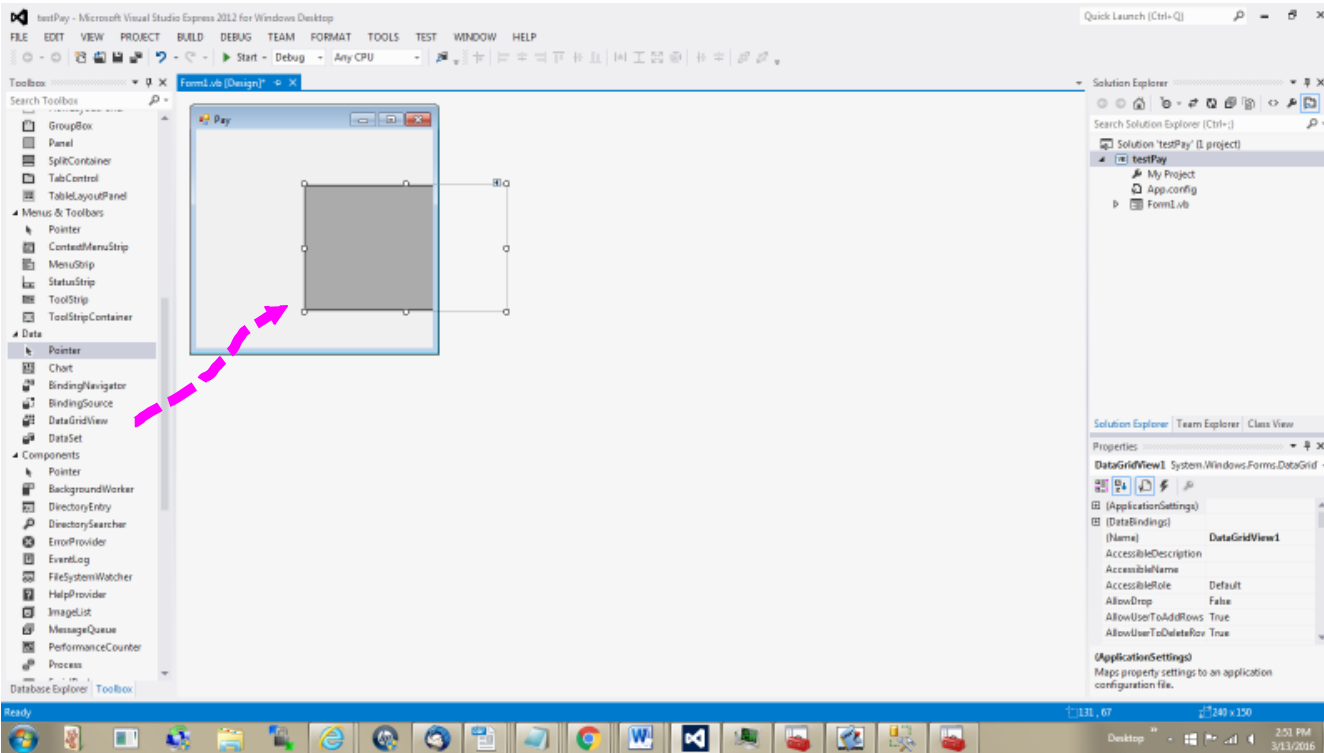 testPay - Microsoft Visual Studio Express 2012 for Windows Desktop
Quick Launch (Ctrl+Q)
FILE EDIT VIEW PROJECT BUILD DEBUG TEAM FORMAT TOOLS TEST WINDOW HELP
Start - Debug Any CPU
Toolbox
Search Toolbox
GroupBox
Panel
SplitContainer
TabControl
TableLayoutPanel
Menus & Toolbars
Pointer
ContextMenuStrip
MenuStrip
StatusStrip
ToolStrip
ToolStripContainer
Data
Pointer
Chart
BindingNavigator
BindingSource
DataGridView
DataSet
Components
Pointer
BackgroundWorker
DirectoryEntry
DirectorySearcher
ErrorProvider
EventLog
FileSystemWatcher
HelpProvider
ImageList
MessageQueue
PerformanceCounter
Process
Database Explorer Toolbox
Form1.vb [Design]*
Pay
Solution Explorer
Search Solution Explorer (Ctrl+;)
Solution 'testPay' (1 project)
testPay
My Project
App.config
Form1.vb
Solution Explorer Team Explorer Class View
Properties
DataGridView1 System.Windows.Forms.DataGrid
(ApplicationSettings)
(DataBindings)
(Name) DataGridView1
AccessibleDescription
AccessibleName
AccessibleRole Default
AllowDrop False
AllowUserToAddRows True
AllowUserToDeleteRov True
(ApplicationSettings)
Maps property settings to an application
configuration file.
Ready
131 , 67
240 x 150
Desktop
2:51 PM
3/13/2016